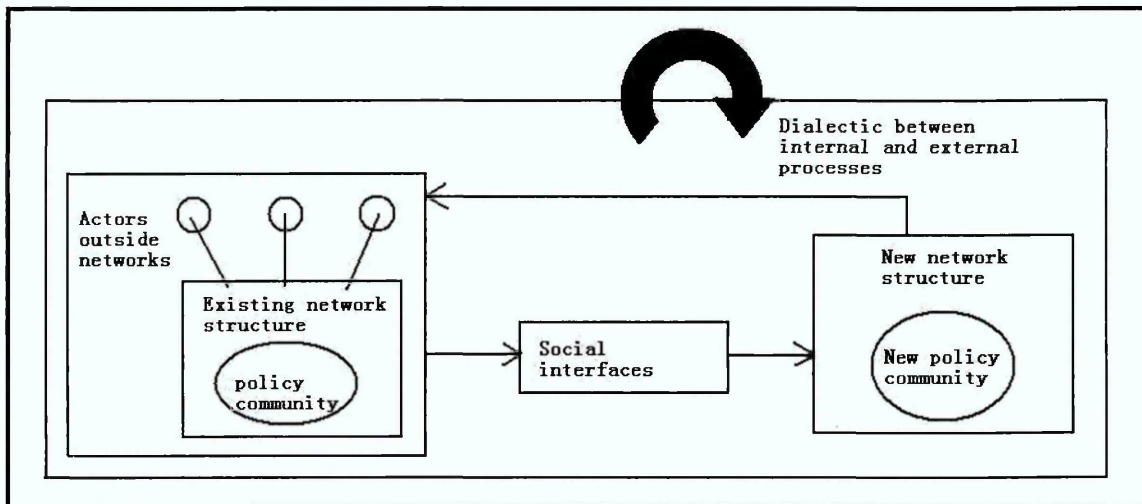 Dialectic between
internal and external
processes
Actors
outside
networks
Existing network
structure
policy
community
Social
interfaces
New network
structure
New policy
community